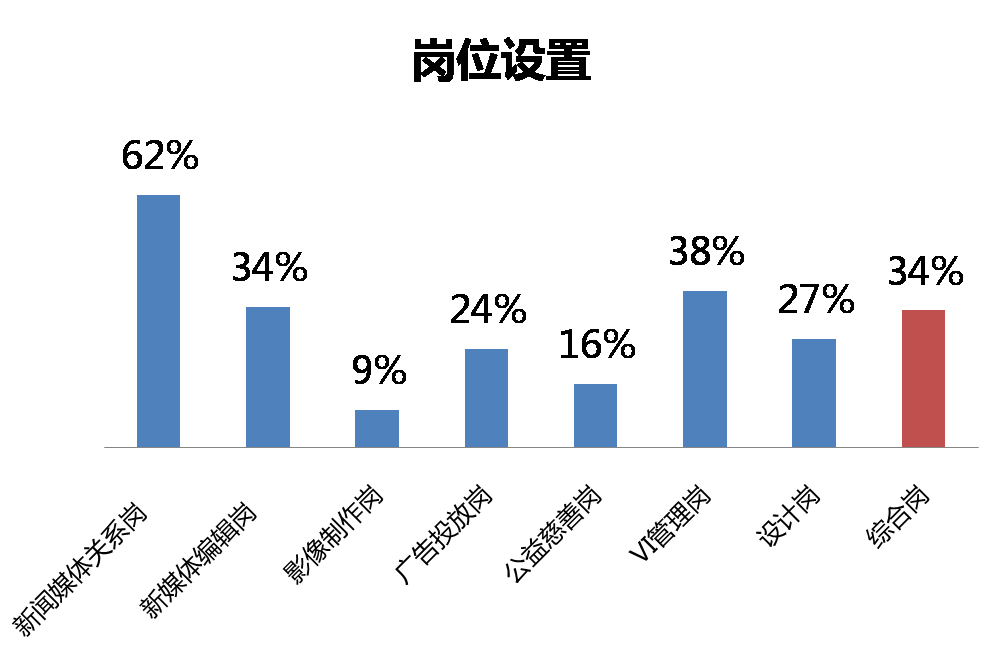 岗位设置
62%
34%
9%
24%
16%
38%
27%
34%
新闻媒体关系岗
新媒体编辑岗
影像制作岗
广告投放岗
公益慈善岗
VI管理岗
设计岗
综合岗